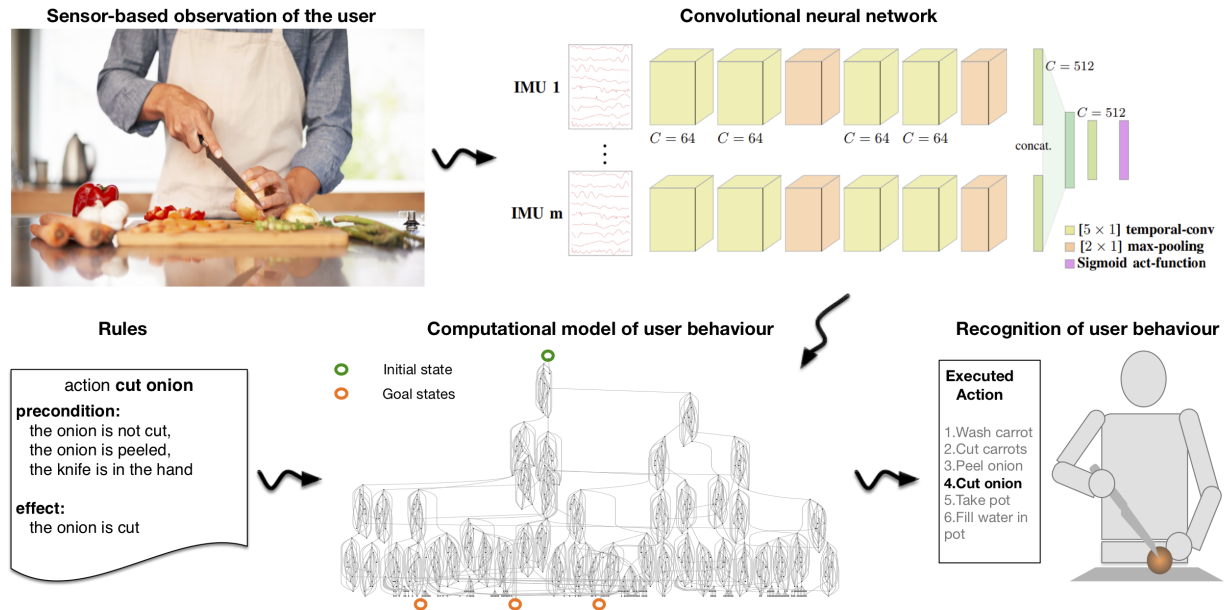 Sensor-based observation of the user
Convolutional neural network
IMU 1
C = 64
C = 64
C = 64
C = 64
C = 512
C = 512
concat.
IMU m
[5 × 1] temporal-conv
[2 × 1] max-pooling
Sigmoid act-function
Rules
action cut onion
precondition:
the onion is not cut,
the onion is peeled,
the knife is in the hand
effect:
the onion is cut
Computational model of user behaviour
Initial state
Goal states
Recognition of user behaviour
Executed
Action
1.Wash carrot
2.Cut carrots
3.Peel onion
4.Cut onion
5.Take pot
6.Fill water in
pot